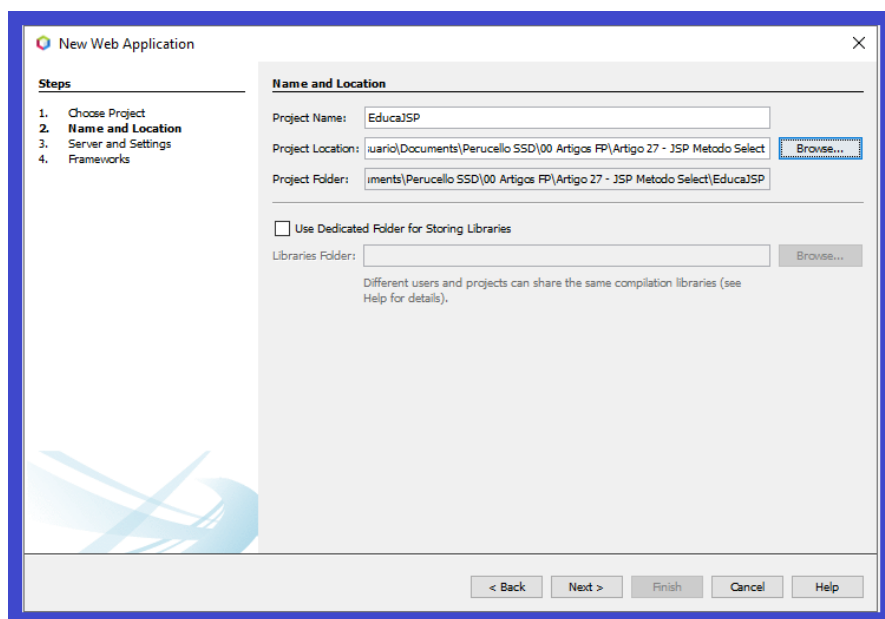 New Web Application
Steps
1. Choose Project
2. Name and Location
3. Server and Settings
4. Frameworks
Name and Location
Project Name: EducaJSP
Project Location: uario\Documents\Perucello SSD\00 Artigos FP\Artigo 27 - JSP Metodo Select Browse...
Project Folder: ments\Perucello SSD\00 Artigos FP\Artigo 27 - JSP Metodo Select\EducaJSP
Use Dedicated Folder for Storing Libraries
Libraries Folder: Browse...
Different users and projects can share the same compilation libraries (see
Help for details).
< Back Next > Finish Cancel Help